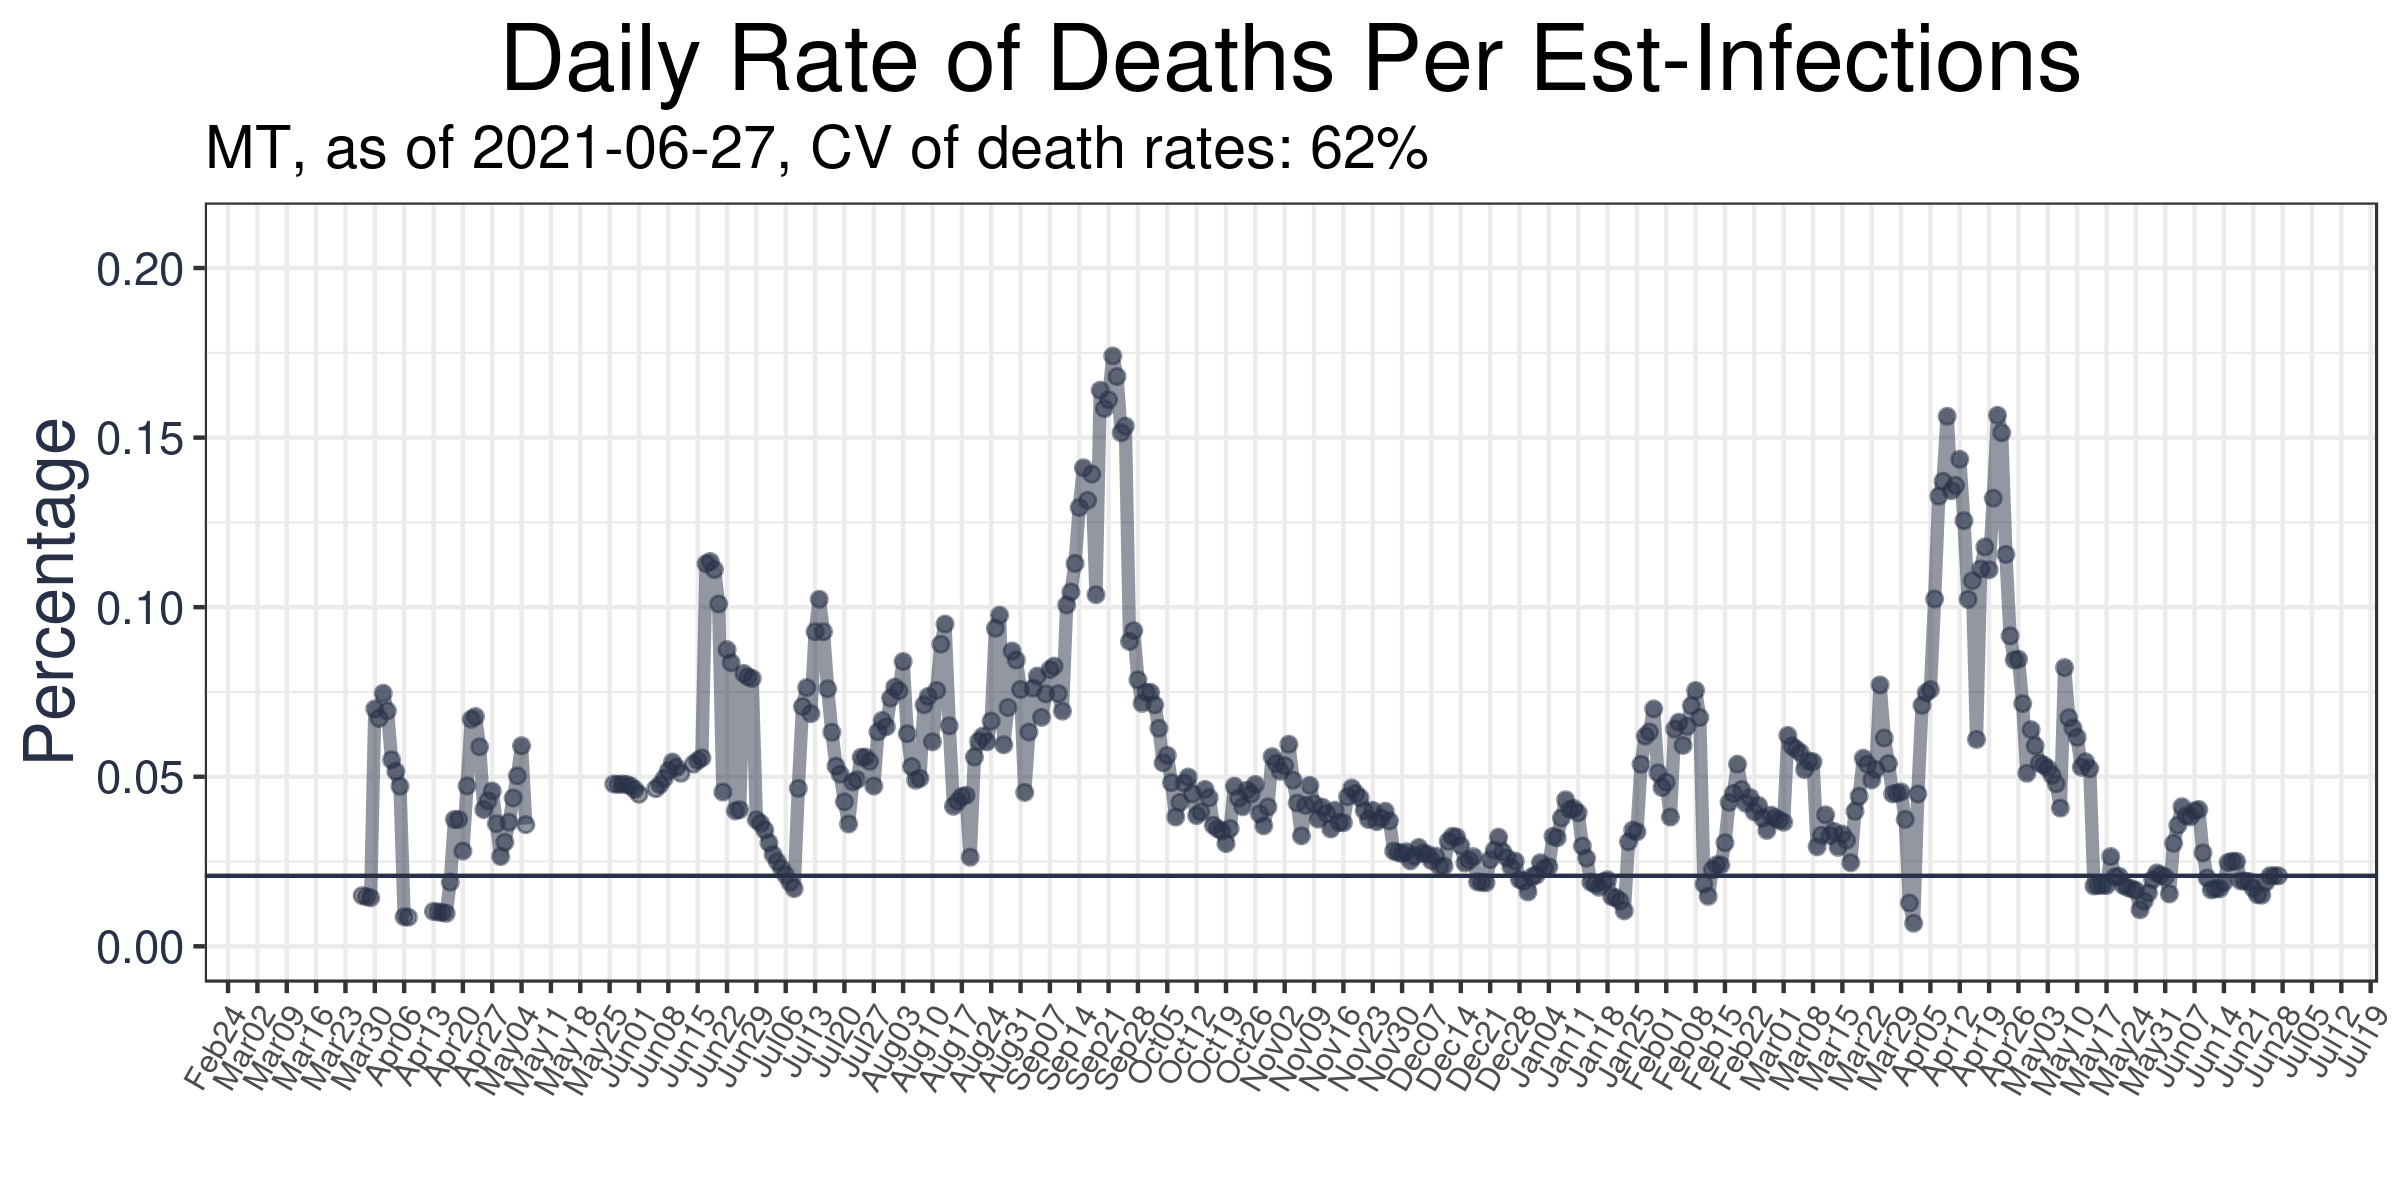 Daily Rate of Deaths Per Est-Infections
MT, as of 2021-06-27, CV of death rates: 62%
Percentage
0.20
0.15
0.10
0.05
0.00
Feb24
Mar02
Mar09
Mar16
Mar23
Mar30
Apr06
Apr13
Apr20
Apr27
May04
May11
May18
May25
Jun01
Jun08
Jun15
Jun22
Jun29
Jul06
Jul13
Jul20
Jul27
Aug03
Aug10
Aug17
Aug24
Aug31
Sep07
Sep14
Sep21
Sep28
Oct05
Oct12
Oct19
Oct26
Nov02
Nov09
Nov16
Nov23
Nov30
Dec07
Dec14
Dec21
Dec28
Jan04
Jan11
Jan18
Jan25
Feb01
Feb08
Feb15
Feb22
Mar01
Mar08
Mar15
Mar22
Mar29
Apr05
Apr12
Apr19
Apr26
May03
May10
May17
May24
May31
Jun07
Jun14
Jun21
Jun28
Jul05
Jul12
Jul19